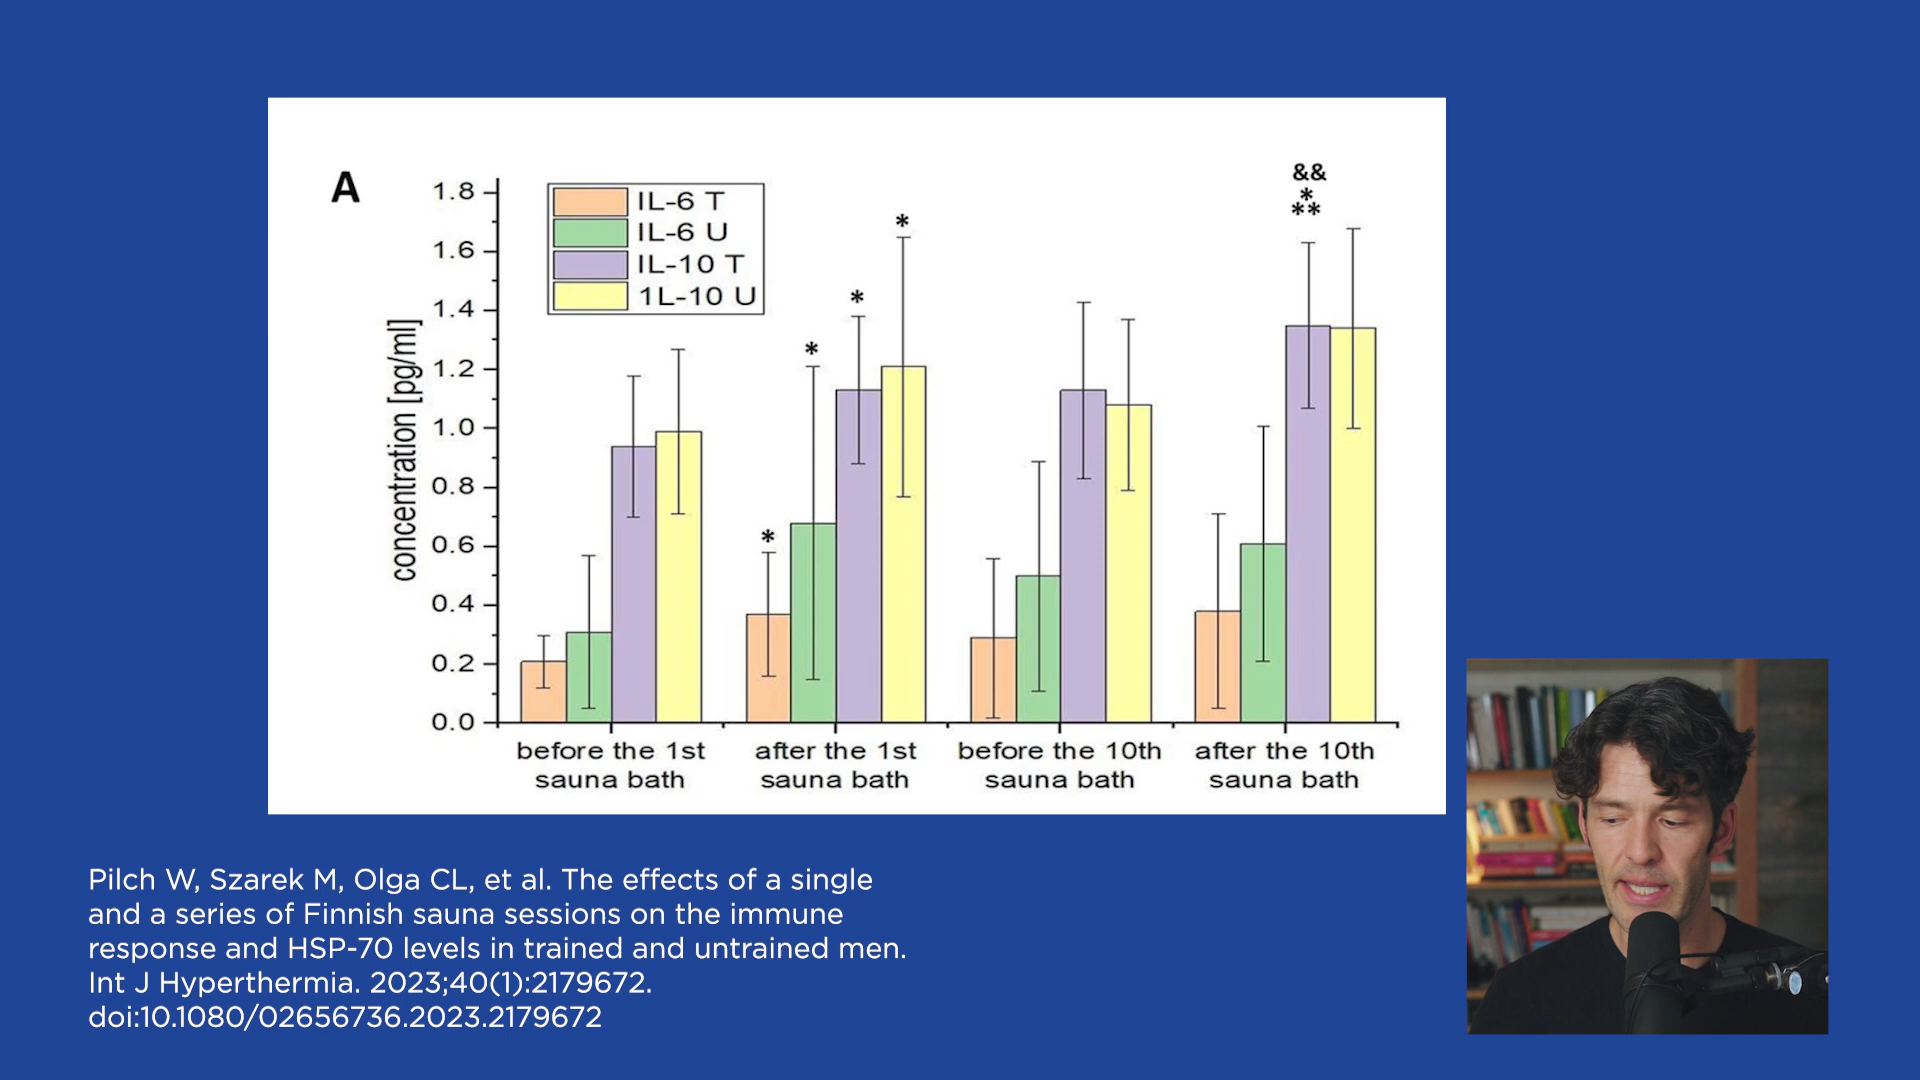 A
&&
*
**
1.8
1.6
1.4
1.2
1.0
0.8
0.6
0.4
0.2
0.0
concentration [pg/ml]
IL-6 T
IL-6 U
IL-10 T
1L-10 U
*
*
*
*
before the 1st
sauna bath
after the 1st
sauna bath
before the 10th
sauna bath
after the 10th
sauna bath
Pilch W, Szarek M, Olga CL, et al. The effects of a single
and a series of Finnish sauna sessions on the immune
response and HSP-70 levels in trained and untrained men.
Int J Hyperthermia. 2023;40(1):2179672.
doi:10.1080/02656736.2023.2179672